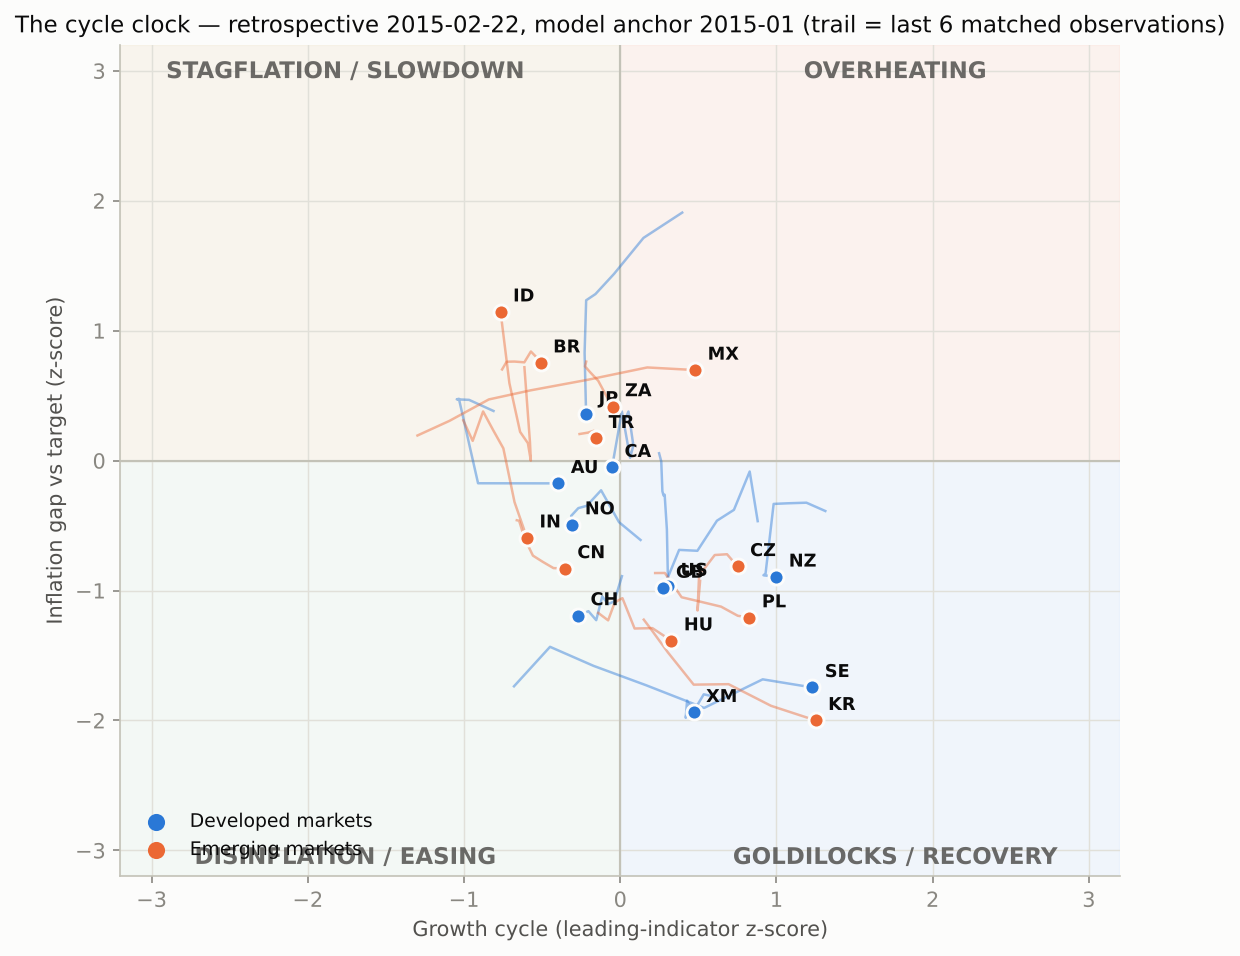 The cycle clock — retrospective 2015-02-22, model anchor 2015-01 (trail = last 6 matched observations)
STAGFLATION / SLOWDOWN
OVERHEATING
3
2
1
0
−1
−2
−3
Inflation gap vs target (z-score)
ID
BR
MX
ZA
JP
TR
CA
AU
NO
IN
CN
CZ
NZ
US
GB
CH
PL
HU
SE
XM
KR
Developed markets
Emerging markets
DISINFLATION / EASING
GOLDILOCKS / RECOVERY
−3
−2
−1
0
1
2
3
Growth cycle (leading-indicator z-score)